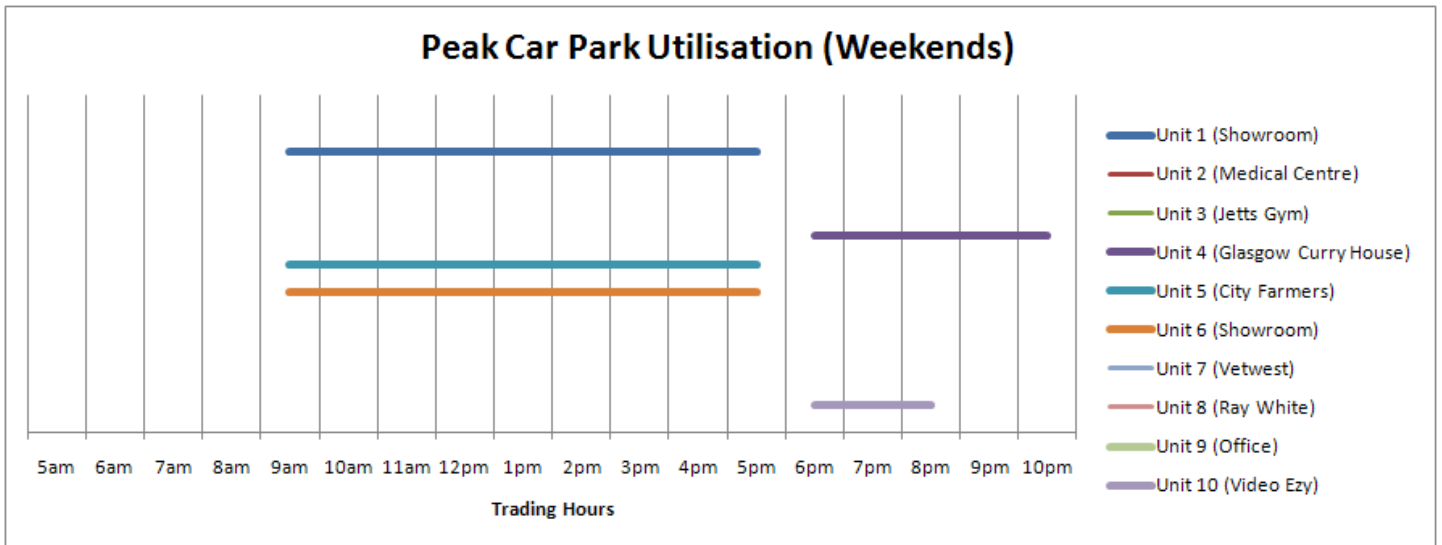 Peak Car Park Utilisation (Weekends)
Unit 1 (Showroom)
Unit 2 (Medical Centre)
Unit 3 (Jetts Gym)
Unit 4 (Glasgow Curry House)
Unit 5 (City Farmers)
Unit 6 (Showroom)
Unit 7 (Vetwest)
Unit 8 (Ray White)
Unit 9 (Office)
Unit 10 (Video Ezy)
5am 6am 7am 8am 9am 10am 11am 12pm 1pm 2pm 3pm 4pm 5pm 6pm 7pm 8pm 9pm 10pm
Trading Hours